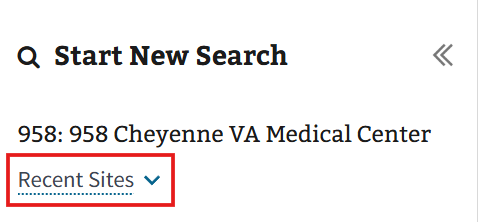 Start New Search
958: 958 Cheyenne VA Medical Center
Recent Sites